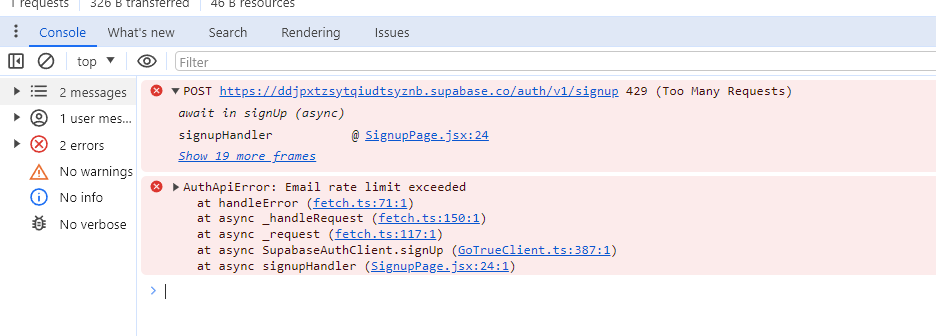 1 requests 326 B transferred 46 B resources
Console What's new Search Rendering Issues
top Filter
2 messages
1 user mes...
2 errors
No warnings
No info
No verbose
POST https://ddjpxtzsytqiudtsyznb.supabase.co/auth/v1/signup 429 (Too Many Requests)
await in signUp (async)
signupHandler @ SignupPage.jsx:24
Show 19 more frames
AuthApiError: Email rate limit exceeded
at handleError (fetch.ts:71:1)
at async _handleRequest (fetch.ts:150:1)
at async _request (fetch.ts:117:1)
at async SupabaseAuthClient.signUp (GoTrueClient.ts:387:1)
at async signupHandler (SignupPage.jsx:24:1)
>